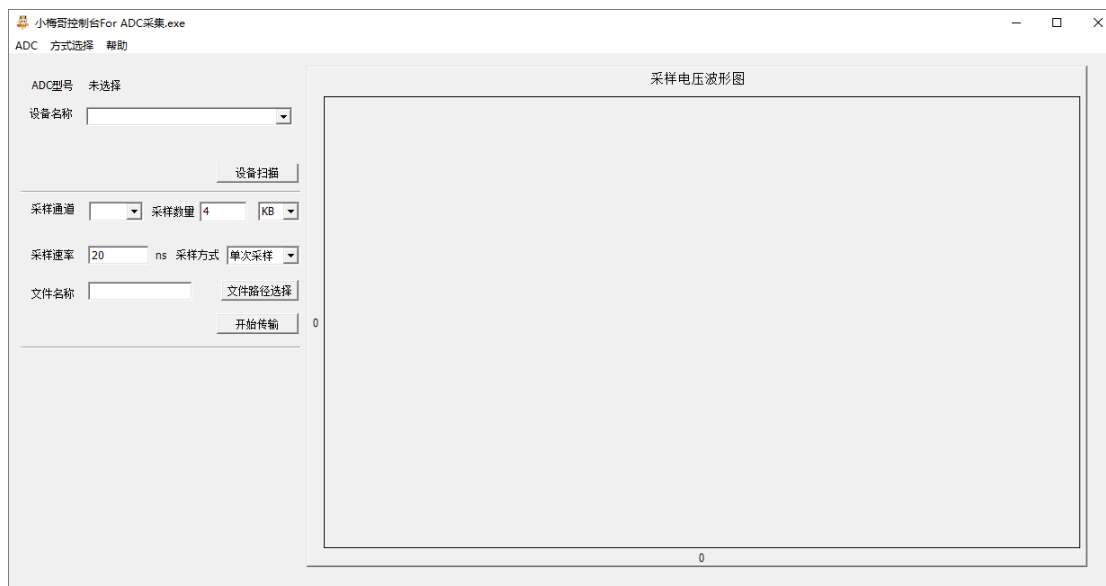 小梅哥控制台For ADC采集.exe
ADC 方式选择 帮助
采样电压波形图
ADC型号 未选择
设备名称
设备扫描
采样通道 采样数量 4 KB
采样速率 20 ns 采样方式 单次采样
文件名称 文件路径选择
开始传输
0
0